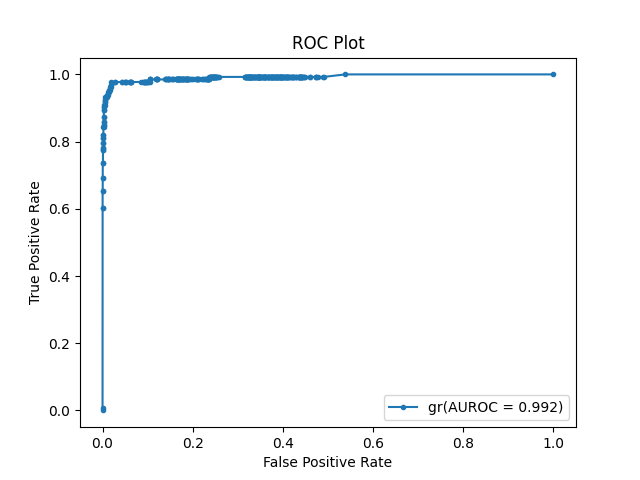 ROC Plot
True Positive Rate
1.0
0.8
0.6
0.4
0.2
0.0
gr(AUROC = 0.992)
0.0 0.2 0.4 0.6 0.8 1.0
False Positive Rate